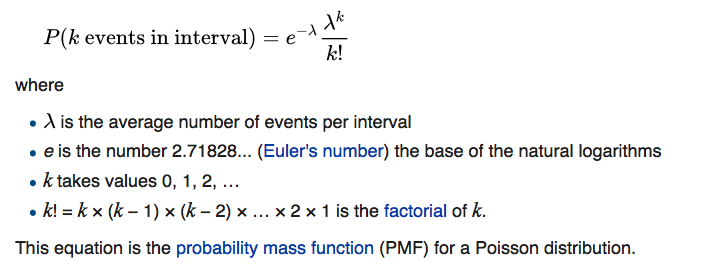 P(k events in interval) = e^{−λ} \frac{λ^k}{k!}
where
• λ is the average number of events per interval
• e is the number 2.71828... (Euler's number) the base of the natural logarithms
• k takes values 0, 1, 2, …
• k! = k × (k – 1) × (k – 2) × … × 2 × 1 is the factorial of k.
This equation is the probability mass function (PMF) for a Poisson distribution.